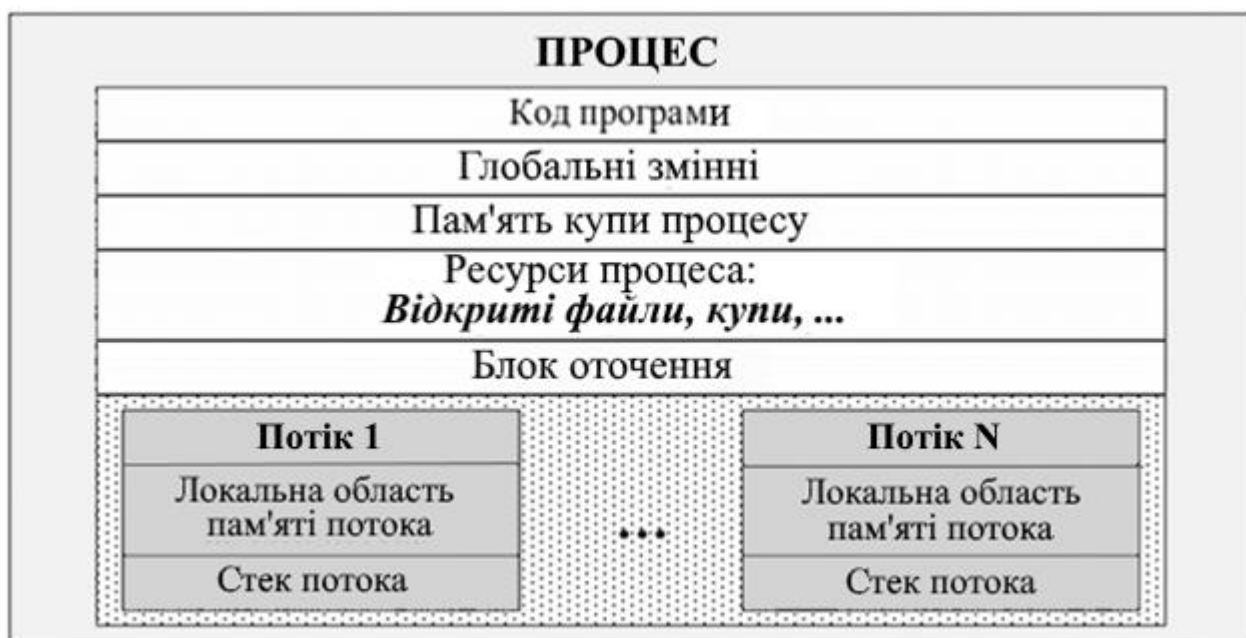 ПРОЦЕС
Код програми
Глобальні змінні
Пам'ять купи процесу
Ресурси процеса:
Відкриті файли, купи, ...
Блок оточення
Потік 1
Локальна область
пам'яті потока
Стек потока
...
Потік N
Локальна область
пам'яті потока
Стек потока